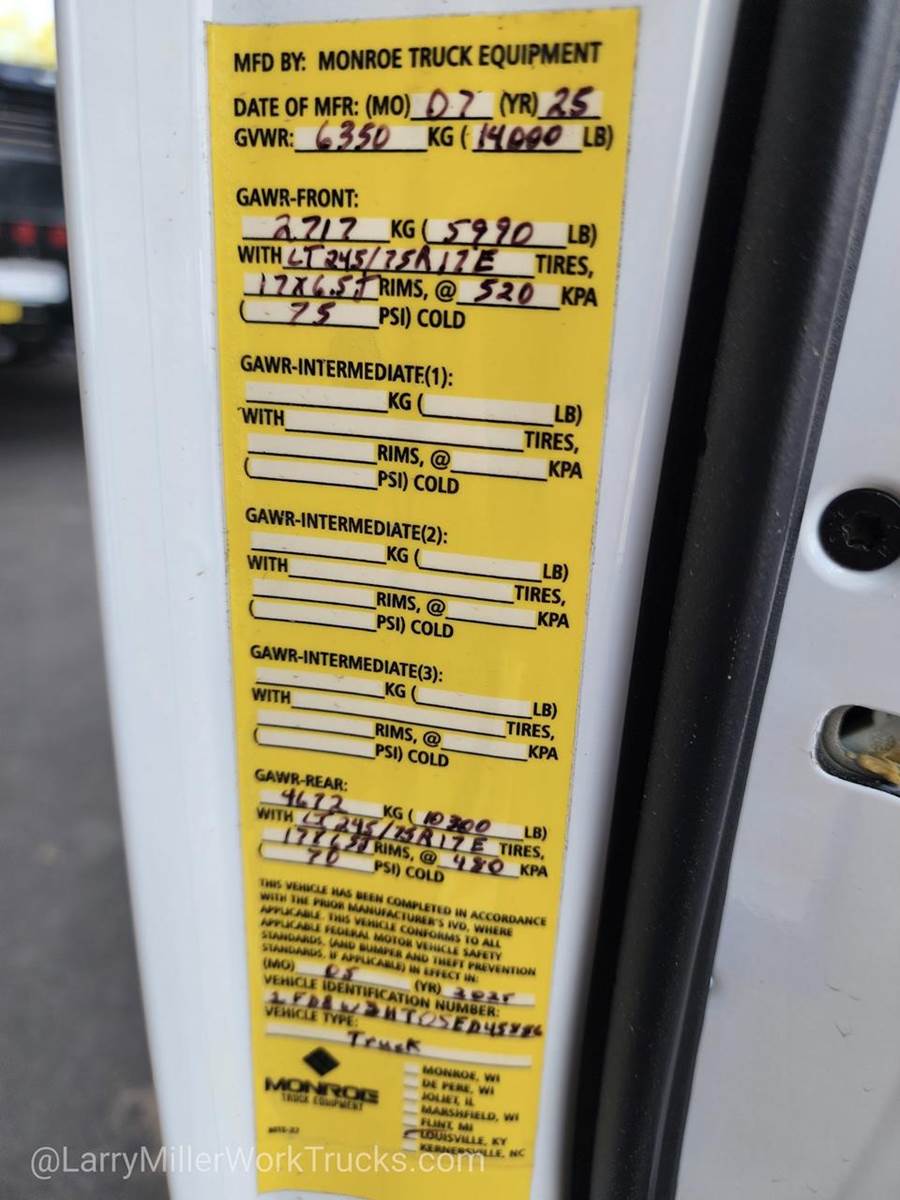 MFD BY: MONROE TRUCK EQUIPMENT
DATE OF MFR: (MO) 07 (YR) 25
GVWR: 6350 KG (14000 LB)
GAWR-FRONT:
2717 KG (5990 LB)
WITH LT245/75R17E TIRES,
17X6.5J RIMS, @ 520 KPA
(75 PSI) COLD
GAWR-INTERMEDIATE(1):
KG ( LB)
WITH TIRES,
RIMS, @ KPA
( PSI) COLD
GAWR-INTERMEDIATE(2):
KG ( LB)
WITH TIRES,
RIMS, @ KPA
( PSI) COLD
GAWR-INTERMEDIATE(3):
KG ( LB)
WITH TIRES,
RIMS, @ KPA
( PSI) COLD
GAWR-REAR:
4672 KG (10300 LB)
WITH LT245/75R17E TIRES,
17X6.5J RIMS, @ 480 KPA
(70 PSI) COLD
THIS VEHICLE HAS BEEN COMPLETED IN ACCORDANCE
WITH THE PRIOR MANUFACTURER'S IVD, WHERE
APPLICABLE. THIS VEHICLE CONFORMS TO ALL
APPLICABLE FEDERAL MOTOR VEHICLE SAFETY
STANDARDS, (AND BUMPER AND THEFT PREVENTION
STANDARDS, IF APPLICABLE) IN EFFECT IN:
(MO) 05 (YR) 2025
VEHICLE IDENTIFICATION NUMBER:
VEHICLE TYPE:
Truck
MONROE
TRUCK EQUIPMENT
MONROE, WI
DE PERE, WI
JOLIET, IL
MARSHFIELD, WI
FLINT, MI
LOUISVILLE, KY
KERNERSVILLE, NC
@LarryMillerWorkTrucks.com